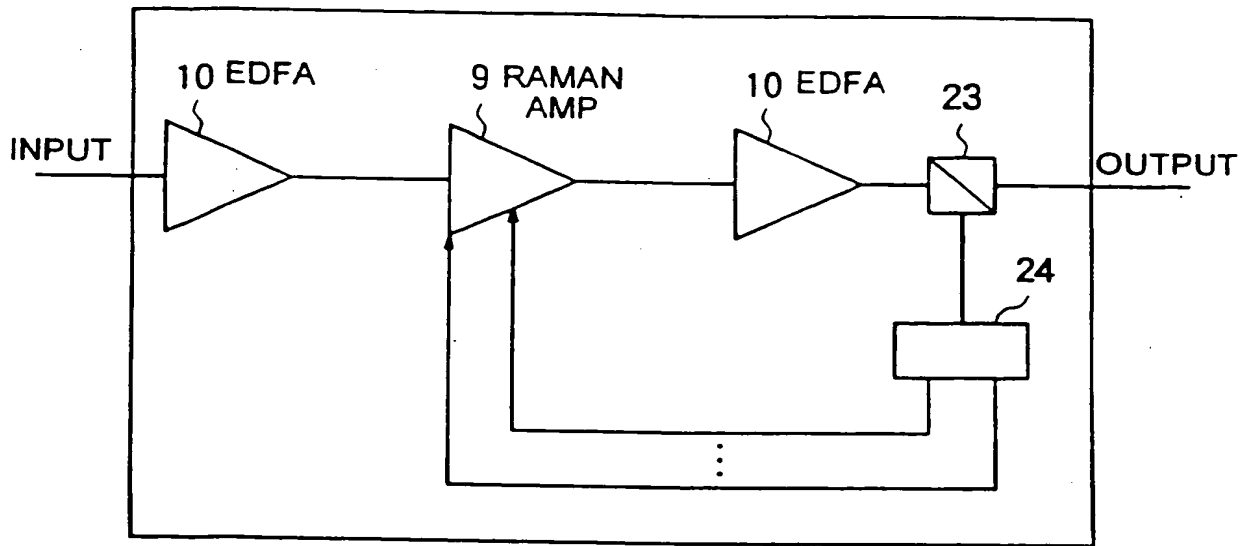 10 EDFA
9 RAMAN
AMP
10 EDFA
23
INPUT
OUTPUT
24